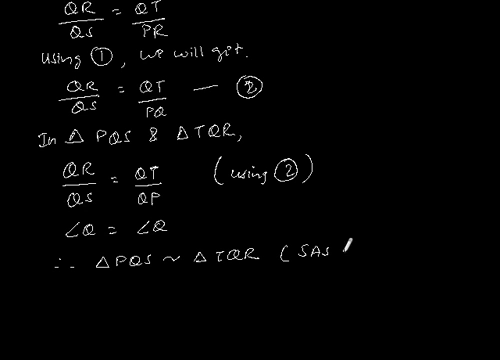 QR/QS = QT/PR
Using ①, we will get.
QR/QS = QT/PQ — ②
In △ PQS & △TQR,
QR/QS = QT/QP (using ②)
∠Q = ∠Q
∴ △PQS ~ △TQR (SAS